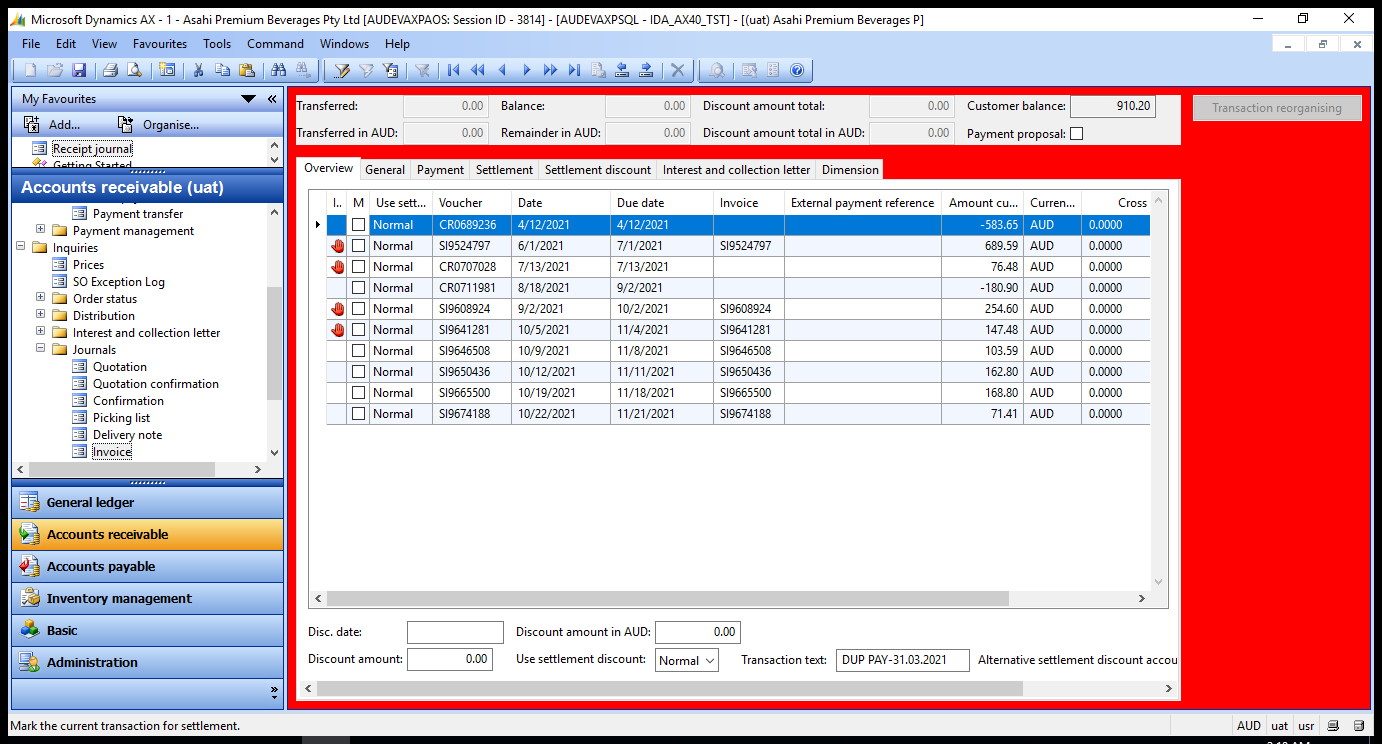 Microsoft Dynamics AX - 1 - Asahi Premium Beverages Pty Ltd [AUDEVAXPAOS: Session ID - 3814] - [AUDEVAXPSQL - IDA_AX40_TST] - [(uat) Asahi Premium Beverages P]
File Edit View Favourites Tools Command Windows Help
My Favourites
Add... Organise...
Receipt journal
Getting Started
Accounts receivable (uat)
Payment transfer
Payment management
Inquiries
Prices
SO Exception Log
Order status
Distribution
Interest and collection letter
Journals
Quotation
Quotation confirmation
Confirmation
Picking list
Delivery note
Invoice
General ledger
Accounts receivable
Accounts payable
Inventory management
Basic
Administration
Transferred: 0.00 Balance: 0.00 Discount amount total: 0.00 Customer balance: 910.20 Transaction reorganising
Transferred in AUD: 0.00 Remainder in AUD: 0.00 Discount amount total in AUD: 0.00 Payment proposal:
Overview General Payment Settlement Settlement discount Interest and collection letter Dimension
I.. M Use sett... Voucher Date Due date Invoice External payment reference Amount cu... Curren... Cross
Normal CR0689236 4/12/2021 4/12/2021 -583.65 AUD 0.0000
Normal SI9524797 6/1/2021 7/1/2021 SI9524797 689.59 AUD 0.0000
Normal CR0707028 7/13/2021 7/13/2021 76.48 AUD 0.0000
Normal CR0711981 8/18/2021 9/2/2021 -180.90 AUD 0.0000
Normal SI9608924 9/2/2021 10/2/2021 SI9608924 254.60 AUD 0.0000
Normal SI9641281 10/5/2021 11/4/2021 SI9641281 147.48 AUD 0.0000
Normal SI9646508 10/9/2021 11/8/2021 SI9646508 103.59 AUD 0.0000
Normal SI9650436 10/12/2021 11/11/2021 SI9650436 162.80 AUD 0.0000
Normal SI9665500 10/19/2021 11/18/2021 SI9665500 168.80 AUD 0.0000
Normal SI9674188 10/22/2021 11/21/2021 SI9674188 71.41 AUD 0.0000
Disc. date: Discount amount in AUD: 0.00
Discount amount: 0.00 Use settlement discount: Normal Transaction text: DUP PAY-31.03.2021 Alternative settlement discount accou
Mark the current transaction for settlement. AUD uat usr